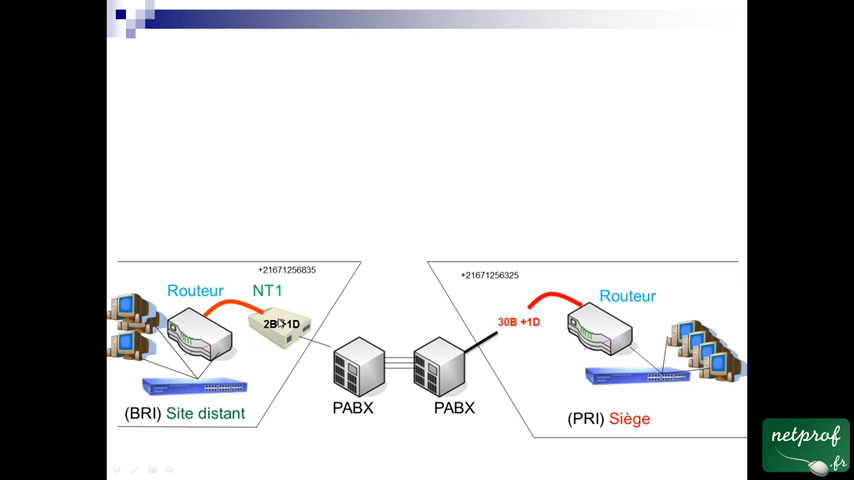 +21671256835
+21671256325
Routeur
NT1
Routeur
2B +1D
30B +1D
PABX
PABX
(BRI) Site distant
(PRI) Siège
netprof
.fr